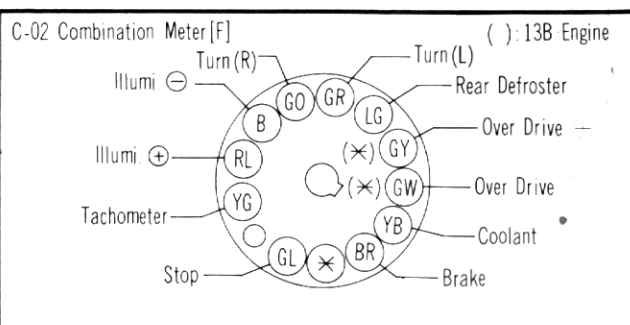 C-02 Combination Meter [F] ( ): 13B Engine
Turn (R) Turn (L)
Illumi ⊖ GO GR Rear Defroster
B LG
Over Drive
Illumi ⊕ RL (✳) GY
(✳) GW Over Drive
YG
Tachometer YB
Coolant
GL ✳ BR
Stop Brake